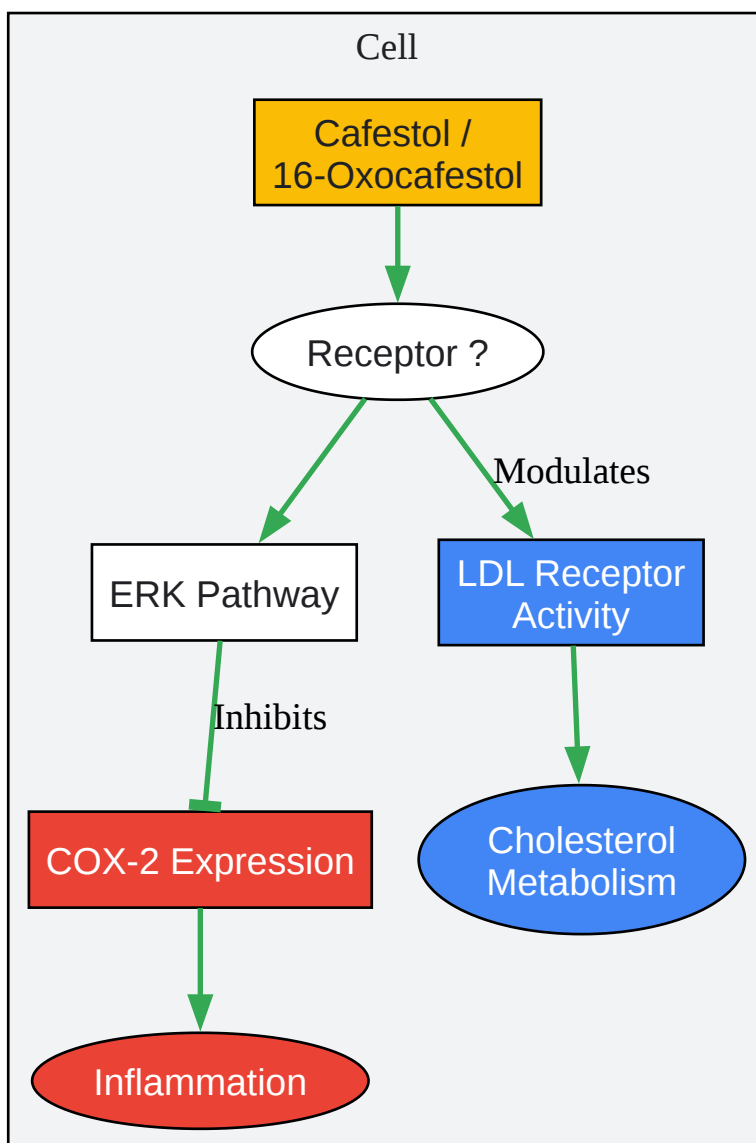 Cell
Cafestol /
16-Oxocafestol
Receptor ?
Modulates
ERK Pathway
LDL Receptor
Activity
Inhibits
COX-2 Expression
Cholesterol
Metabolism
Inflammation